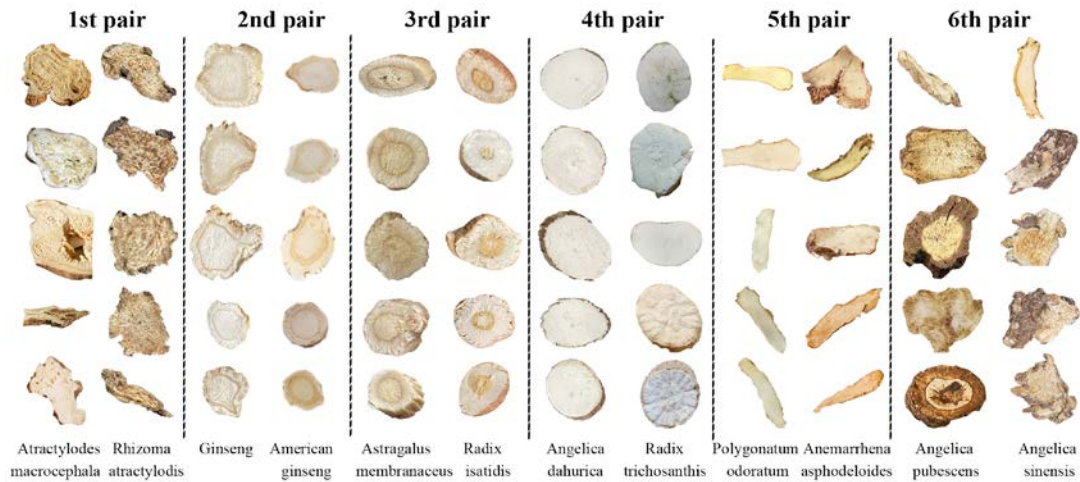 1st pair 2nd pair 3rd pair 4th pair 5th pair 6th pair
Atractylodes Rhizoma Ginseng American Astragalus Radix Angelica Radix Polygonatum Anemarrhena Angelica Angelica
macrocephala atractylodis ginseng membranaceus isatidis dahurica trichosanthis odoratum asphodeloides pubescens sinensis